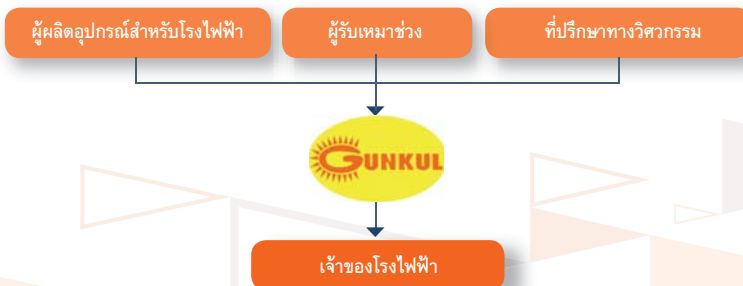 ผู้ผลิตอุปกรณ์สำหรับโรงไฟฟ้า
ผู้รับเหมาช่วง
ที่ปรึกษาทางวิศวกรรม
GUNKUL
เจ้าของโรงไฟฟ้า